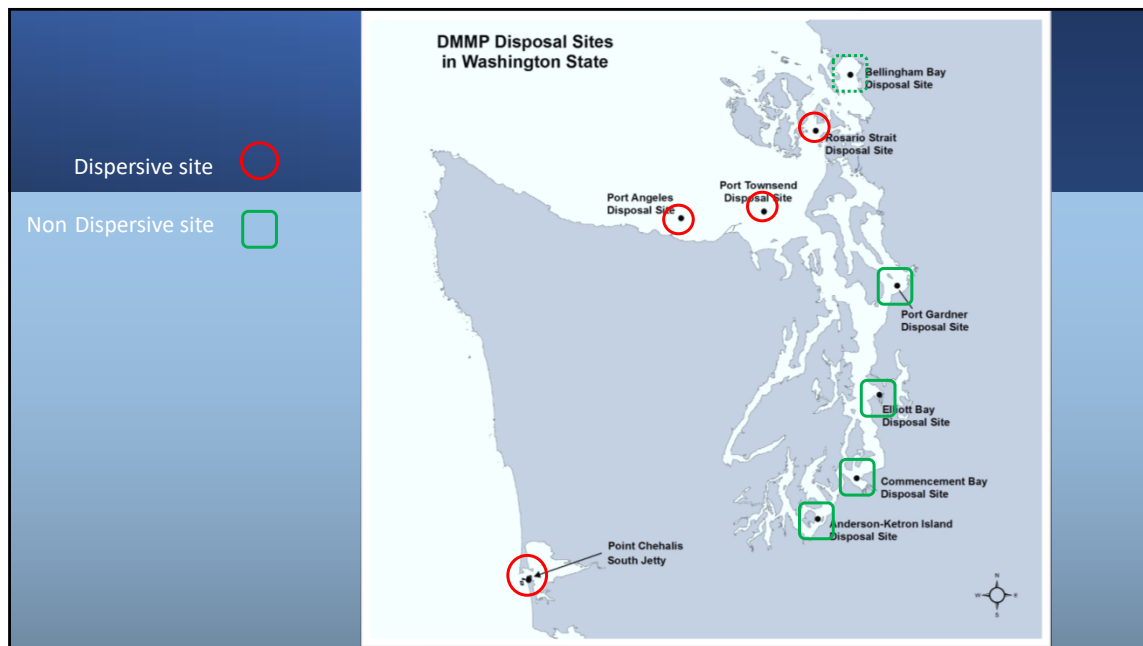 DMMP Disposal Sites
in Washington State
Bellingham Bay
Disposal Site
Rosario Strait
Disposal Site
Dispersive site
Port Townsend
Disposal Site
Port Angeles
Disposal Site
Non Dispersive site
Port Gardner
Disposal Site
Elliott Bay
Disposal Site
Commencement Bay
Disposal Site
Anderson-Ketron Island
Disposal Site
Point Chehalis
South Jetty
N
W E
S